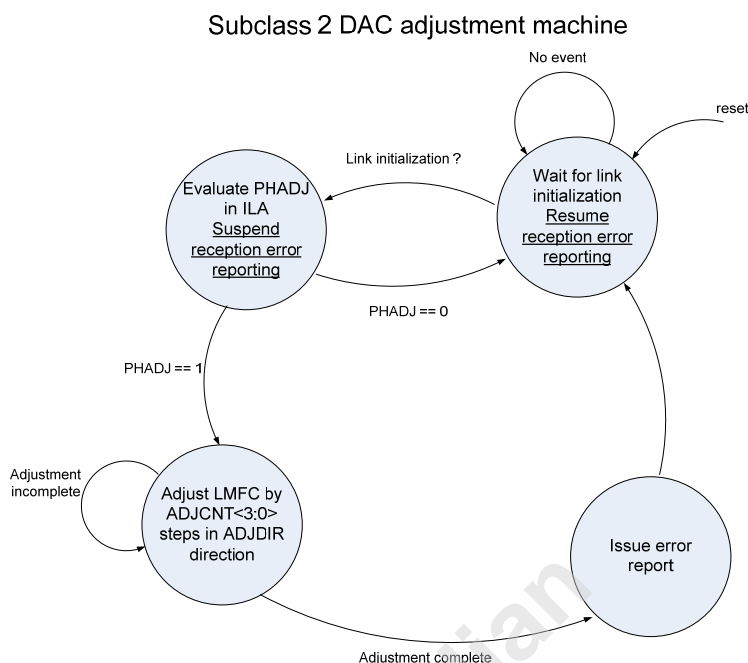 Subclass 2 DAC adjustment machine
No event
reset
Link initialization ?
Wait for link
initialization
Resume
reception error
reporting
Evaluate PHADJ
in ILA
Suspend
reception error
reporting
PHADJ == 0
PHADJ == 1
Adjustment
incomplete
Adjust LMFC by
ADJCNT<3;0>
steps in ADJDIR
direction
Issue error
report
Adjustment complete